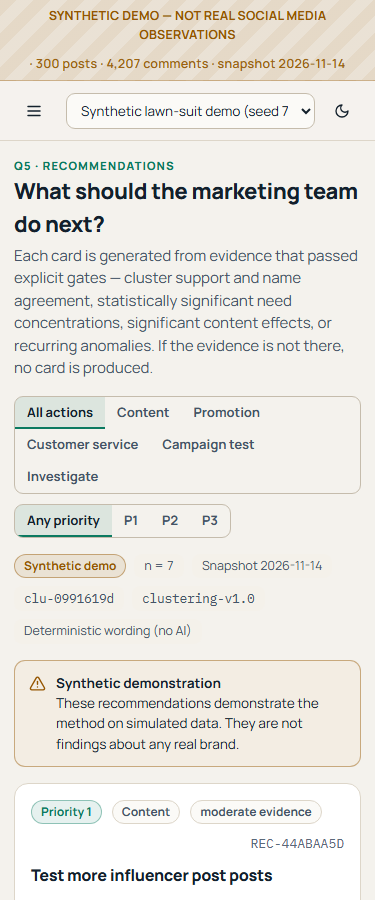 SYNTHETIC DEMO — NOT REAL SOCIAL MEDIA
OBSERVATIONS
· 300 posts · 4,207 comments · snapshot 2026-11-14
Synthetic lawn-suit demo (seed 7
Q5 · RECOMMENDATIONS
What should the marketing team
do next?
Each card is generated from evidence that passed
explicit gates — cluster support and name
agreement, statistically significant need
concentrations, significant content effects, or
recurring anomalies. If the evidence is not there,
no card is produced.
All actions Content Promotion
Customer service Campaign test
Investigate
Any priority P1 P2 P3
Synthetic demo n = 7 Snapshot 2026-11-14
clu-0991619d clustering-v1.0
Deterministic wording (no AI)
Synthetic demonstration
These recommendations demonstrate the
method on simulated data. They are not
findings about any real brand.
Priority 1 Content moderate evidence
REC-44ABAA5D
Test more influencer post posts